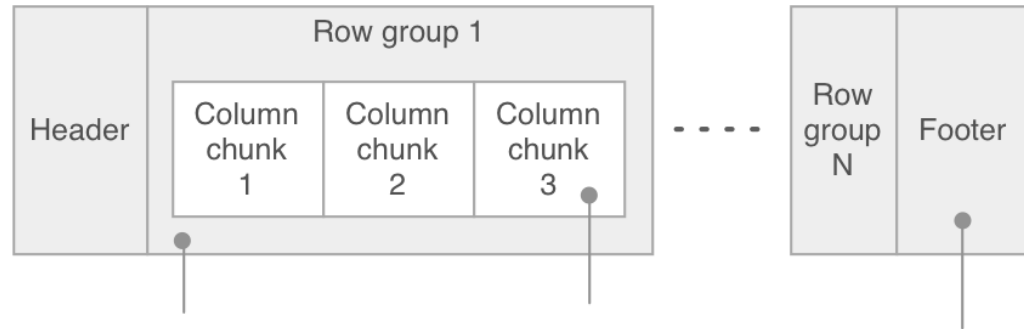 Header
Row group 1
Column
chunk
1
Column
chunk
2
Column
chunk
3
Row
group
N
Footer